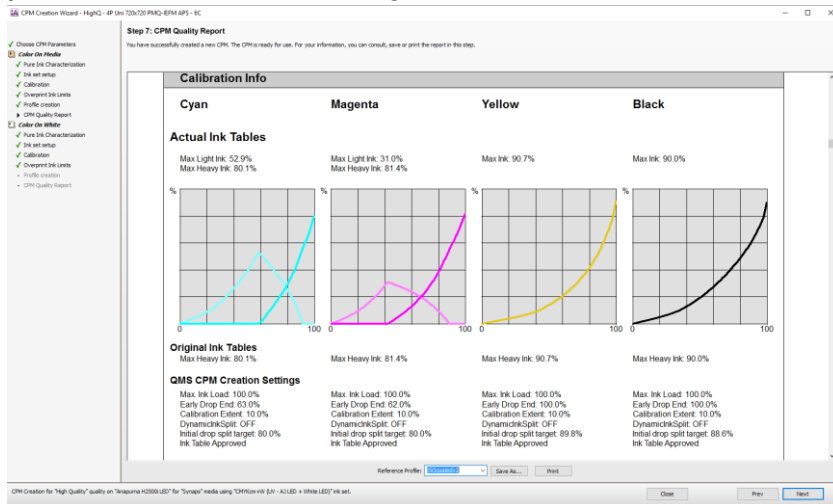 CPM Creation Wizard - HighQ - 4P Uni 720x720 PMQ-IEFM APS - 6C
Step 7: CPM Quality Report
You have successfully created a new CPM. The CPM is ready for use. For your information, you can consult, save or print the report in this step.
Choose CPM Parameters
Color On Media
Pure Ink Characterization
Ink set setup
Calibration
Overprint Ink Limits
Profile creation
CPM Quality Report
Color On White
Pure Ink Characterization
Ink set setup
Calibration
Overprint Ink Limits
Profile creation
CPM Quality Report
Calibration Info
Cyan Magenta Yellow Black
Actual Ink Tables
Max Light Ink: 52.9% Max Light Ink: 31.0% Max Ink: 90.7% Max Ink: 90.0%
Max Heavy Ink: 80.1% Max Heavy Ink: 81.4%
% % % %
0 100 0 100 0 100 0 100
Original Ink Tables
Max Heavy Ink: 80.1% Max Heavy Ink: 81.4% Max Heavy Ink: 90.7% Max Heavy Ink: 90.0%
QMS CPM Creation Settings
Max. Ink Load: 100.0% Max. Ink Load: 100.0% Max. Ink Load: 100.0% Max. Ink Load: 100.0%
Early Drop End: 63.0% Early Drop End: 62.0% Early Drop End: 100.0% Early Drop End: 100.0%
Calibration Extent: 10.0% Calibration Extent: 10.0% Calibration Extent: 10.0% Calibration Extent: 10.0%
DynamicInkSplit: OFF DynamicInkSplit: OFF DynamicInkSplit: OFF DynamicInkSplit: OFF
Initial drop split target: 80.0% Initial drop split target: 80.0% Initial drop split target: 89.8% Initial drop split target: 88.6%
Ink Table Approved Ink Table Approved Ink Table Approved Ink Table Approved
Reference Profile: Save As... Print
CPM Creation for "High Quality" quality on "Anapurna H2500i LED" for "Synaps" media using "CMYKcm+W (UV - AJ LED + White LED)" ink set.
Close Prev Next